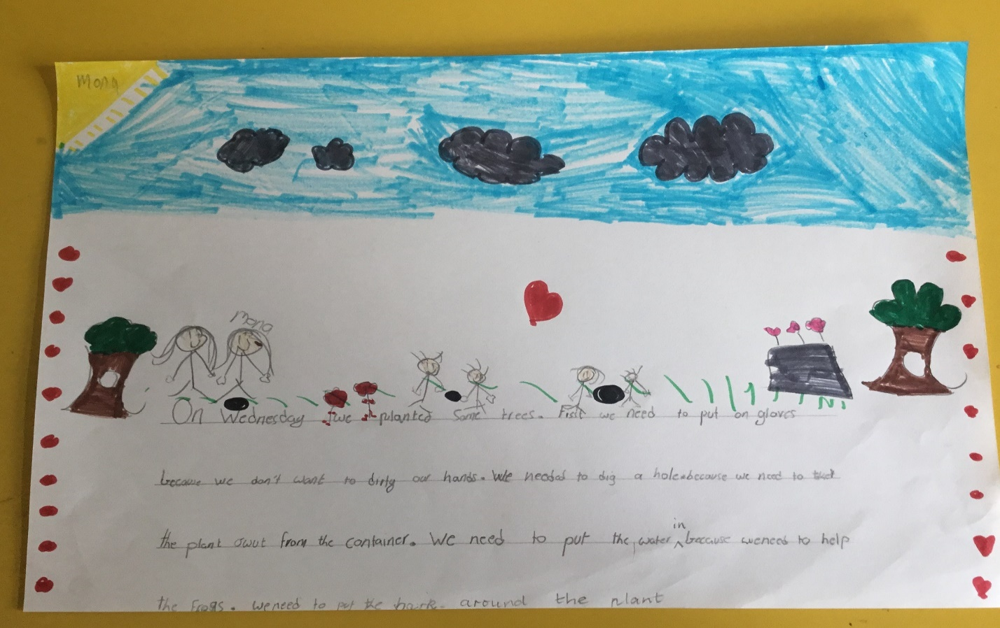 Mona
Mona
On Wednesday we planted Some trees. Fisit we need to put on gloves
because we don't want to dirty our hands. We needed to dig a hole because we need to
the plant owut from the container. We need to put the water in because weneed to help
the frogs. weneed to put the bark around the plant